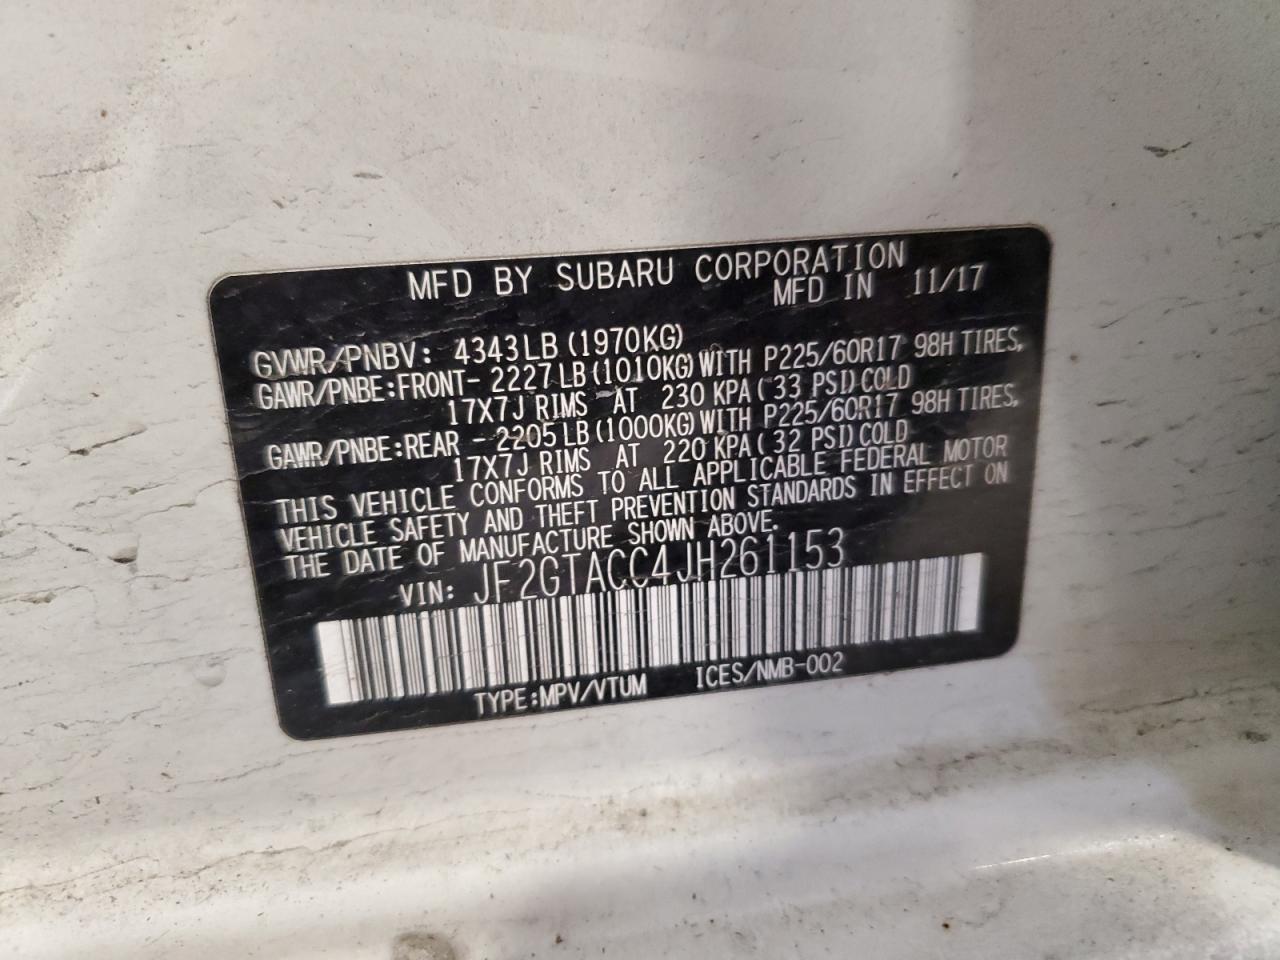 MFD BY SUBARU CORPORATION
MFD IN 11/17
GVWR/PNBV: 4343LB (1970KG)
GAWR/PNBE:FRONT- 2227LB (1010KG) WITH P225/60R17 98H TIRES,
17X7J RIMS AT 230 KPA (33 PSI) COLD
GAWR/PNBE:REAR -2205LB (1000KG) WITH P225/60R17 98H TIRES,
17X7J RIMS AT 220 KPA (32 PSI) COLD
THIS VEHICLE CONFORMS TO ALL APPLICABLE FEDERAL MOTOR
VEHICLE SAFETY AND THEFT PREVENTION STANDARDS IN EFFECT ON
THE DATE OF MANUFACTURE SHOWN ABOVE.
VIN: JF2GTACC4JH261153
TYPE:MPV/VTUM ICES/NMB-002